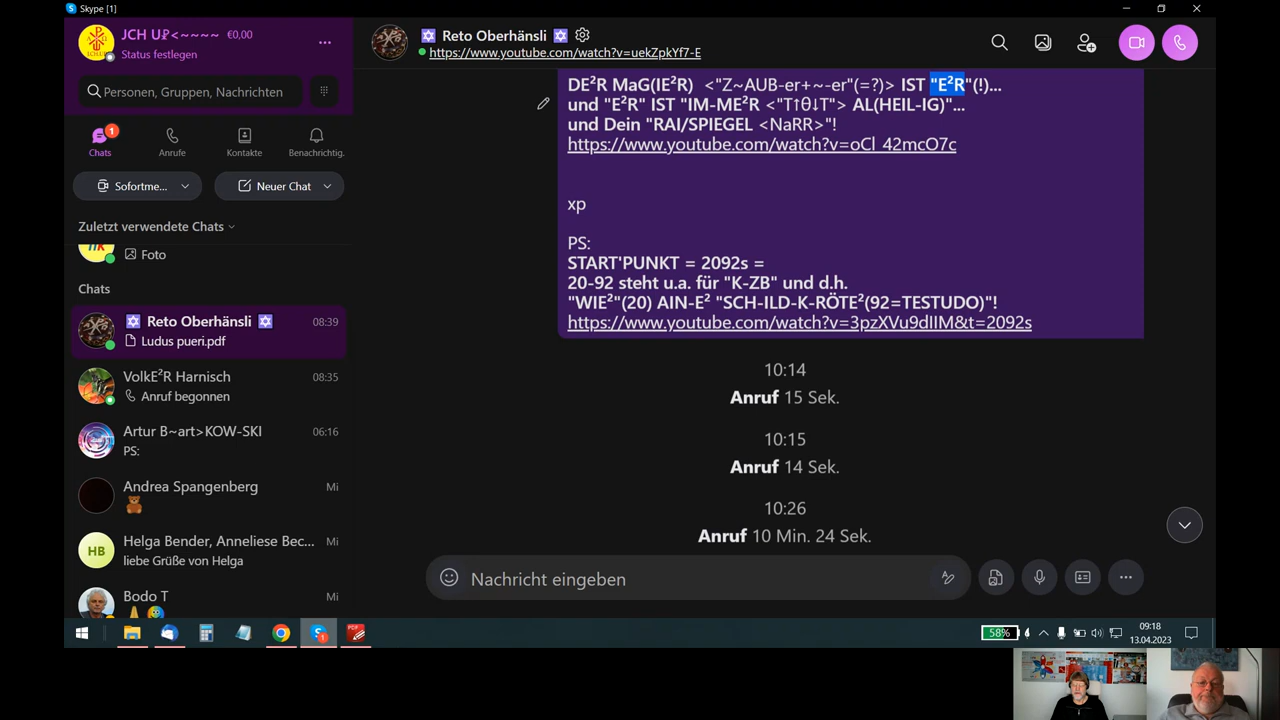 Skype [1]
JCH U₽<~~~~ €0,00
Status festlegen
Personen, Gruppen, Nachrichten
1
Chats
Anrufe
Kontakte
Benachrichtig.
Sofortme...
Neuer Chat
Zuletzt verwendete Chats
Foto
Chats
Reto Oberhänsli 08:39
Ludus pueri.pdf
VolkE²R Harnisch 08:35
Anruf begonnen
Artur B~art>KOW-SKI 06:16
PS:
Andrea Spangenberg Mi
HB
Helga Bender, Anneliese Bec... Mi
liebe Grüße von Helga
Bodo T Mi
Reto Oberhänsli
https://www.youtube.com/watch?v=uekZpkYf7-E
DE²R MaG(IE²R) <"Z~AUB-er+~-er"(=?)> IST "E²R"(!)...
und "E²R" IST "IM-ME²R <"T↑θ↓T"> AL(HEIL-IG)"...
und Dein "RAI/SPIEGEL <NaRR>"!
https://www.youtube.com/watch?v=oCl_42mcO7c
xp
PS:
START'PUNKT = 2092s =
20-92 steht u.a. für "K-ZB" und d.h.
"WIE²"(20) AIN-E² "SCH-ILD-K-RÖTE²(92=TESTUDO)"!
https://www.youtube.com/watch?v=3pzXVu9dIIM&t=2092s
10:14
Anruf 15 Sek.
10:15
Anruf 14 Sek.
10:26
Anruf 10 Min. 24 Sek.
Nachricht eingeben
58%
09:18
13.04.2023